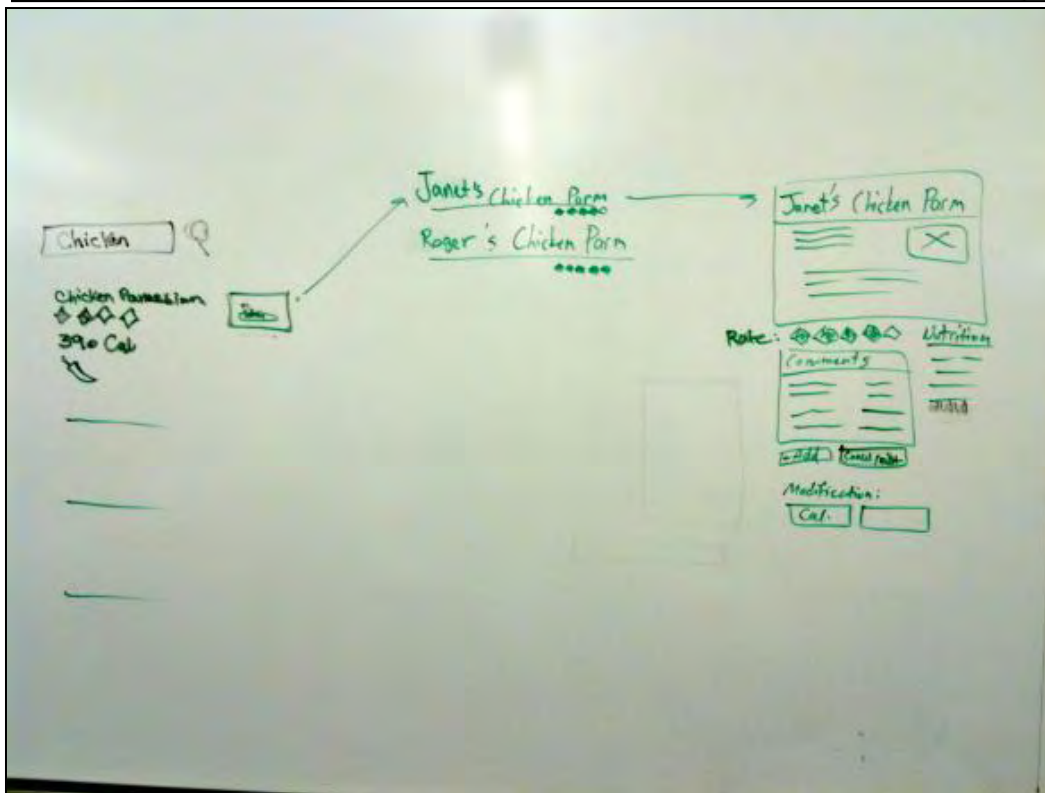 Chicken
Chicken Parmesian
390 Cal
Janet's Chicken Parm
Roger's Chicken Parm
Janet's Chicken Parm
Rate:
Nutrition
Comments
+ Add
Modification:
Cal.